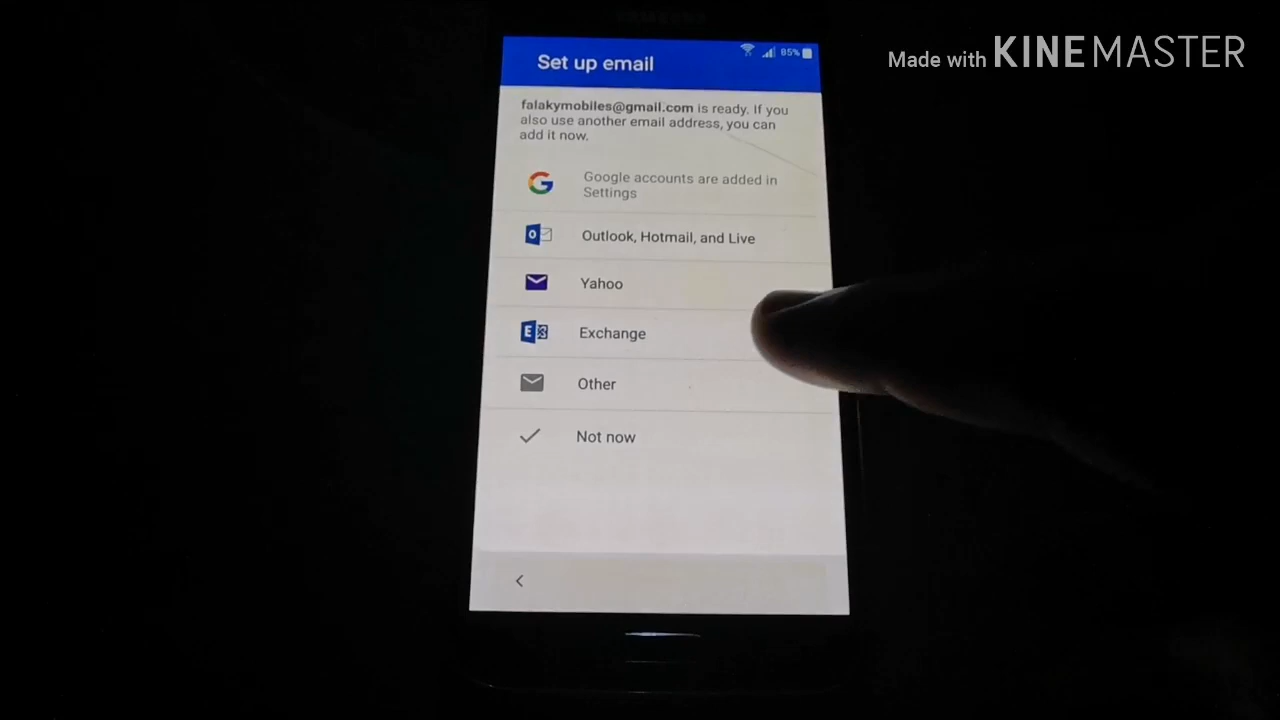 Made with KINEMASTER
85%
Set up email
falakymobiles@gmail.com is ready. If you
also use another email address, you can
add it now.
Google accounts are added in
Settings
Outlook, Hotmail, and Live
Yahoo
Exchange
Other
Not now